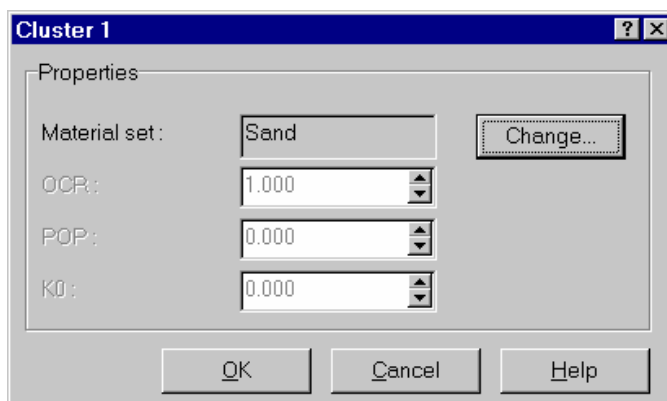 Cluster 1 ? ×
Properties
Material set : Sand Change...
OCR : 1.000
POP : 0.000
K0 : 0.000
OK Cancel Help